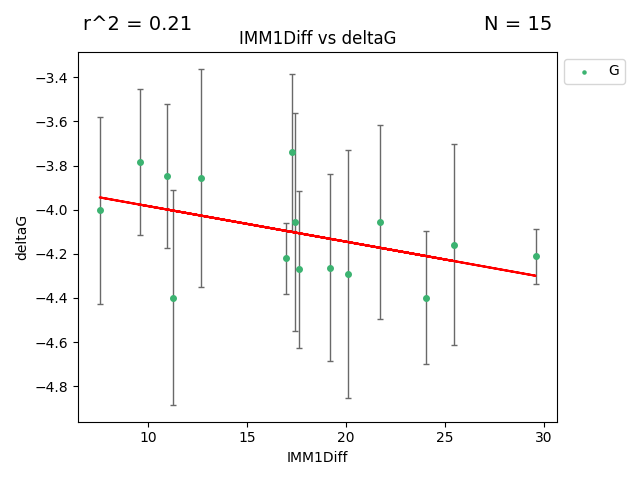 r^2 = 0.21
N = 15
IMM1Diff vs deltaG
G
deltaG
−3.4
−3.6
−3.8
−4.0
−4.2
−4.4
−4.6
−4.8
10 15 20 25 30
IMM1Diff